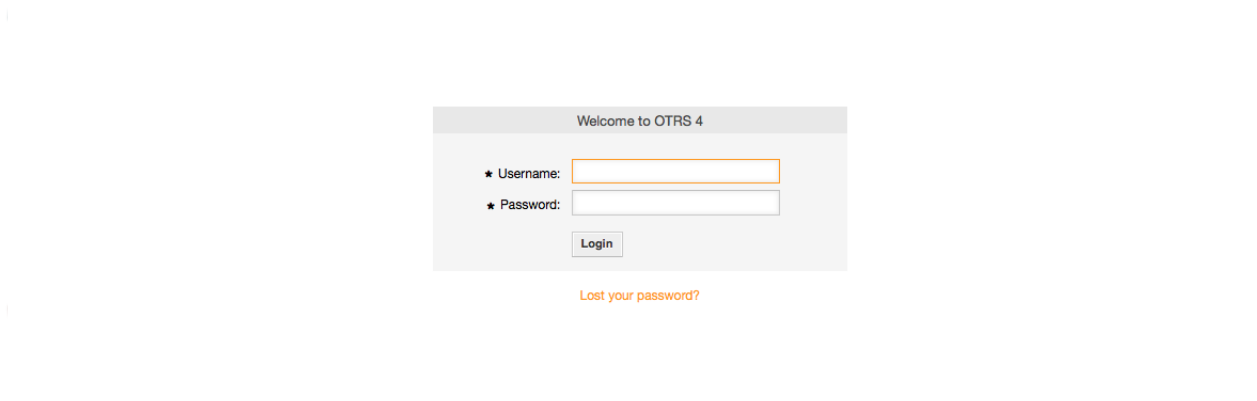 Welcome to OTRS 4
★ Username:
★ Password:
Login
Lost your password?